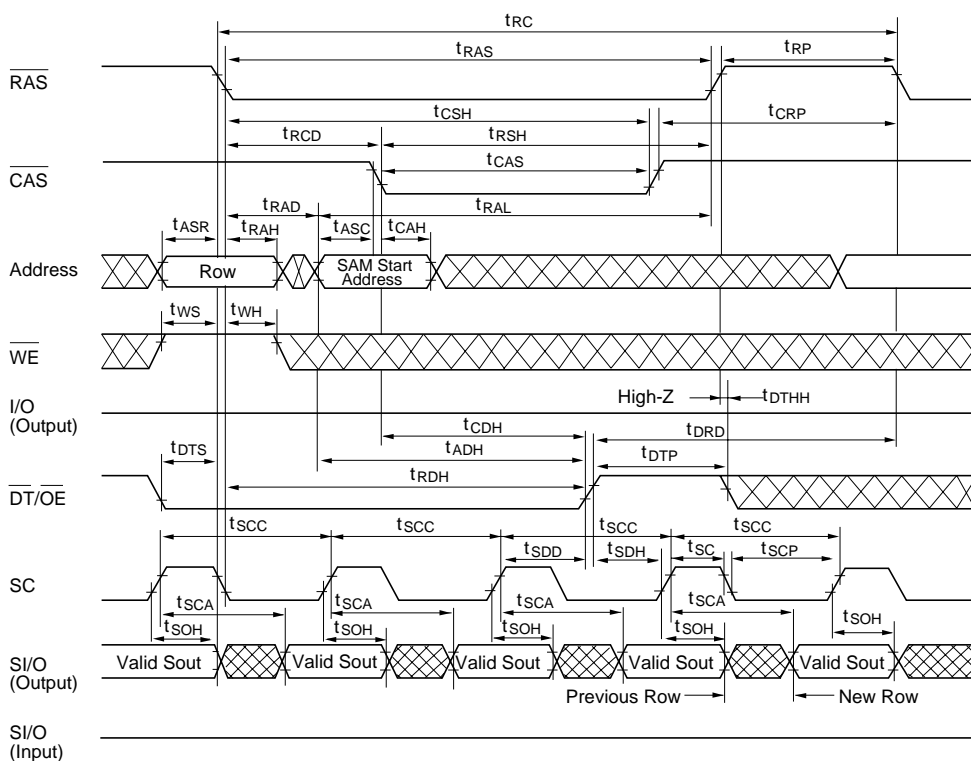 tRC
tRAS tRP
RAS
tCSH tCRP
tRCD tRSH
tCAS
CAS
tRAD tRAL
tASR tRAH tASC tCAH
Address Row SAM Start Address
tWS tWH
WE
High-Z tDTHH
I/O (Output)
tCDH tDRD
tDTS tADH tDTP
tRDH
DT/OE
tSCC tSCC tSCC tSCC
tSDD tSDH tSC tSCP
SC
tSCA tSCA tSCA tSCA
tSOH tSOH tSOH tSOH tSOH
SI/O (Output) Valid Sout Valid Sout Valid Sout Valid Sout Valid Sout
Previous Row New Row
SI/O (Input)